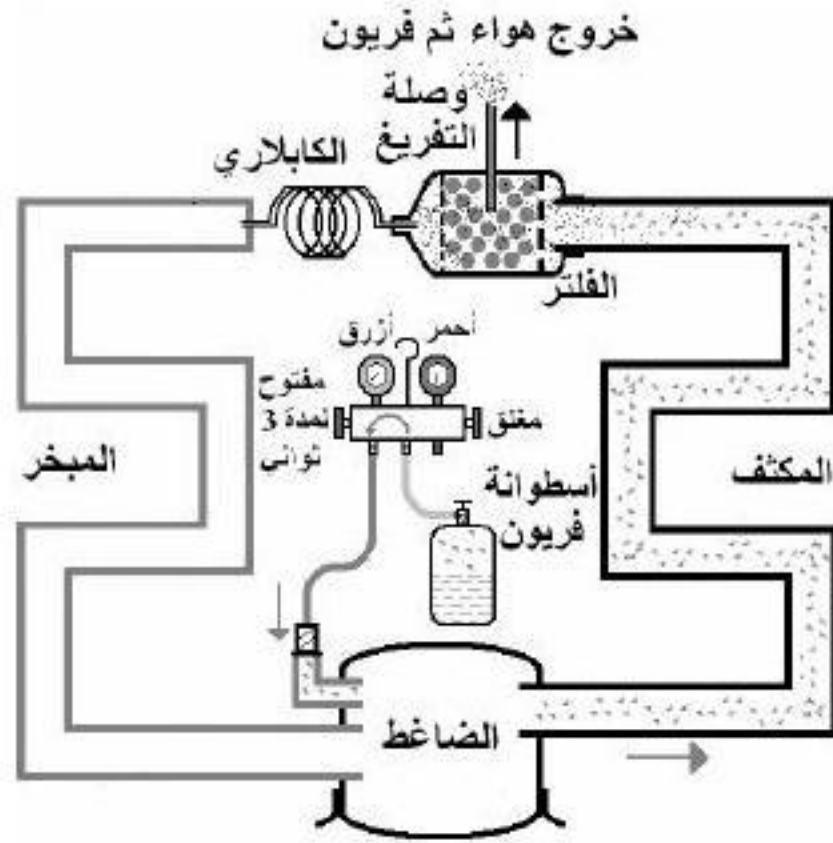 خروج هواء ثم فريون
وصلة
التفريغ
الكابلاري
الفلتر
أحمر
أزرق
مفتوح
لمدة 3
ثواني
مغلق
المبخر
المكثف
أسطوانة
فريون
الضاغط